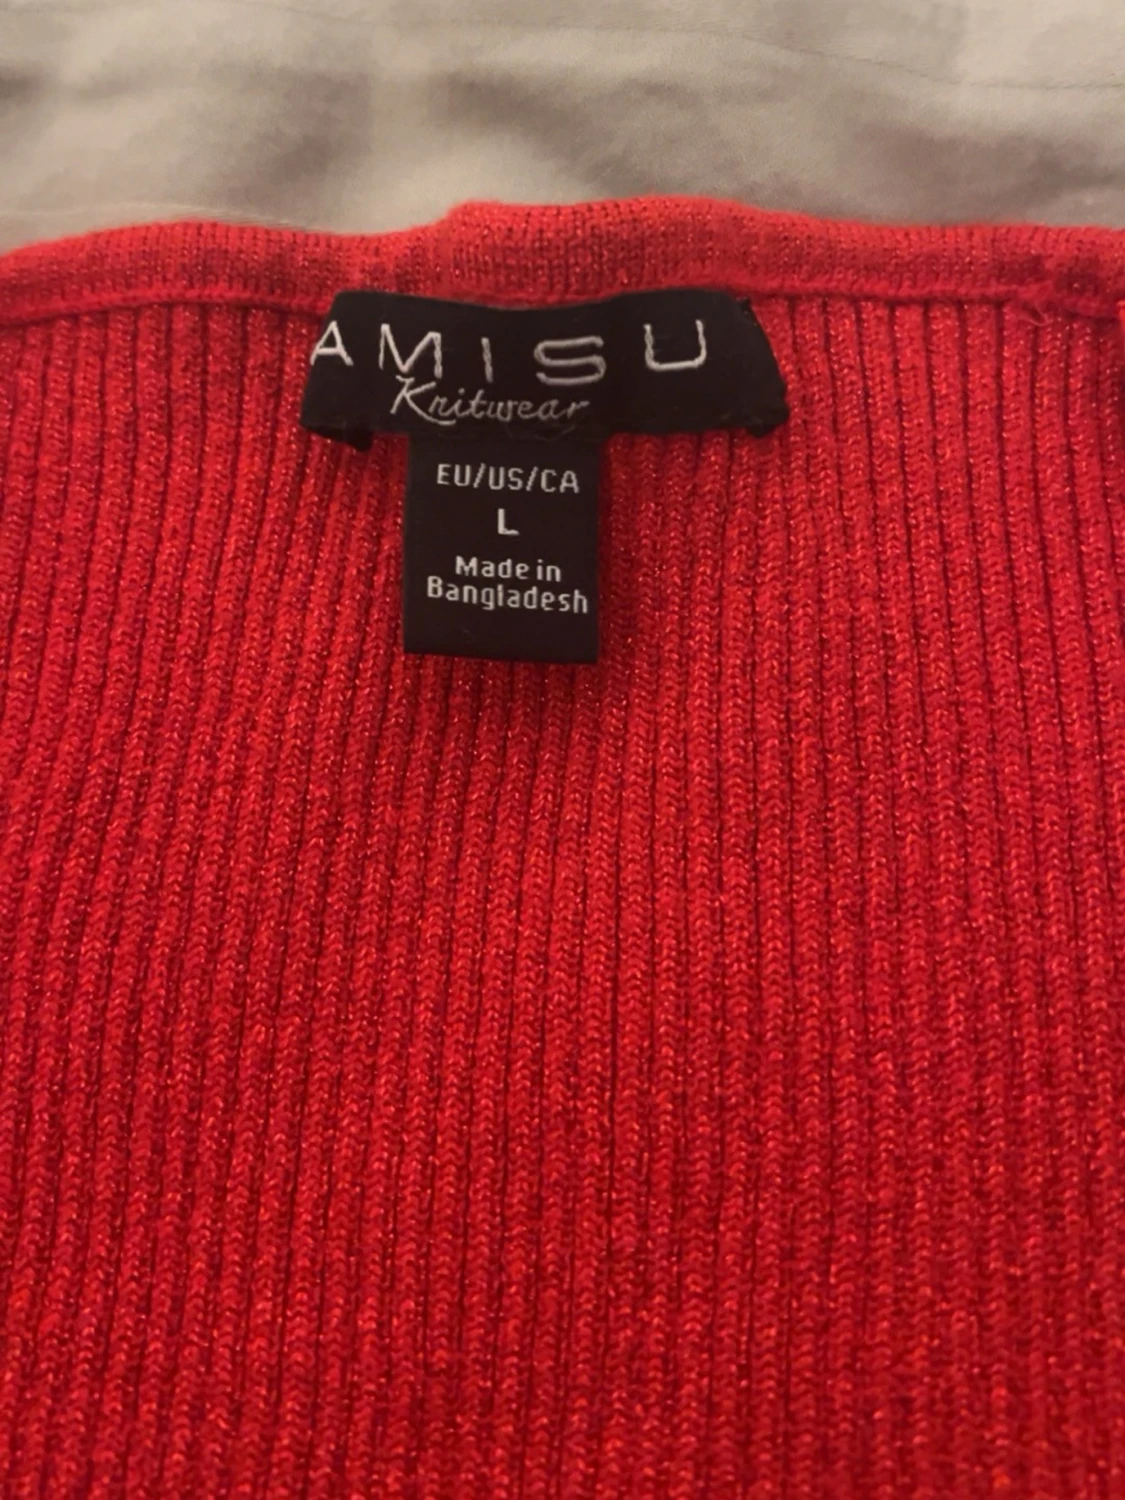 AMISU
Knitwear
EU/US/CA
L
Made in
Bangladesh